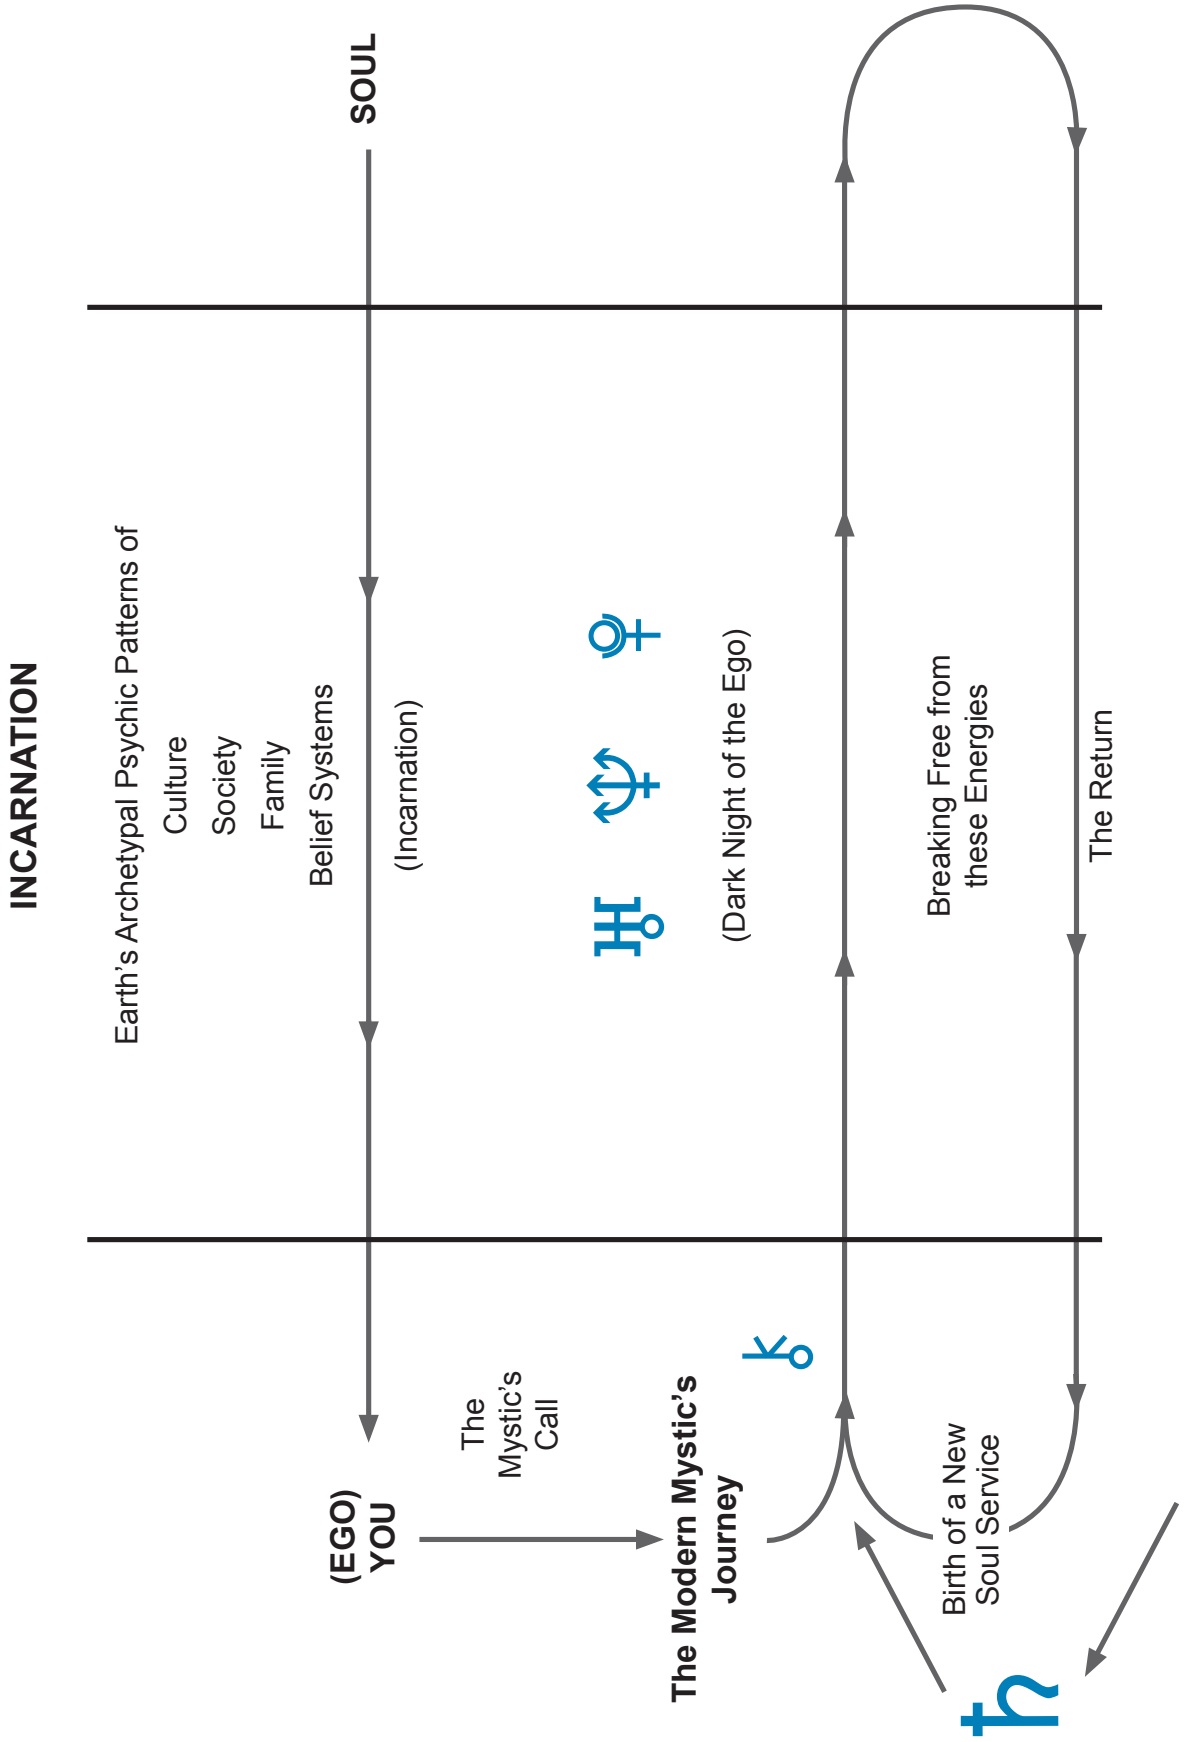 INCARNATION
Earth's Archetypal Psychic Patterns of
Culture
Society
Family
Belief Systems
SOUL
(EGO)
YOU
(Incarnation)
The
Mystic's
Call
The Modern Mystic's
Journey
(Dark Night of the Ego)
Breaking Free from
these Energies
Birth of a New
Soul Service
The Return